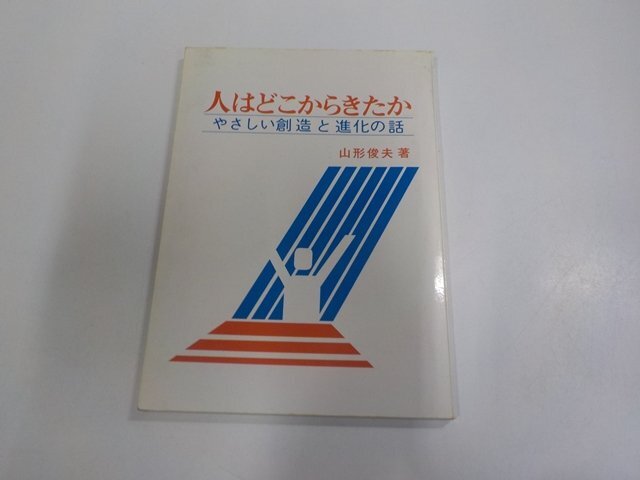 人はどこからきたか
やさしい創造と進化の話
山形俊夫 著